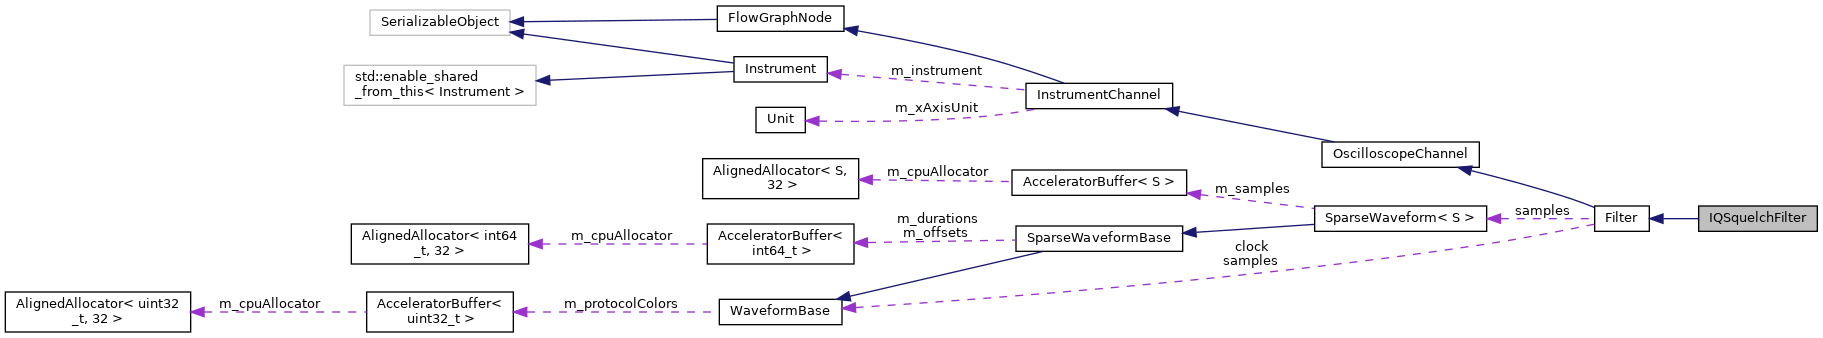 SerializableObject
FlowGraphNode
std::enable_shared
_from_this< Instrument >
Instrument
m_instrument
InstrumentChannel
Unit
m_xAxisUnit
OscilloscopeChannel
AlignedAllocator< S,
32 >
m_cpuAllocator
AcceleratorBuffer< S >
m_samples
SparseWaveform< S >
samples
Filter
IQSquelchFilter
AlignedAllocator< int64
_t, 32 >
m_cpuAllocator
AcceleratorBuffer<
int64_t >
m_durations
m_offsets
SparseWaveformBase
clock
samples
AlignedAllocator< uint32
_t, 32 >
m_cpuAllocator
AcceleratorBuffer<
uint32_t >
m_protocolColors
WaveformBase